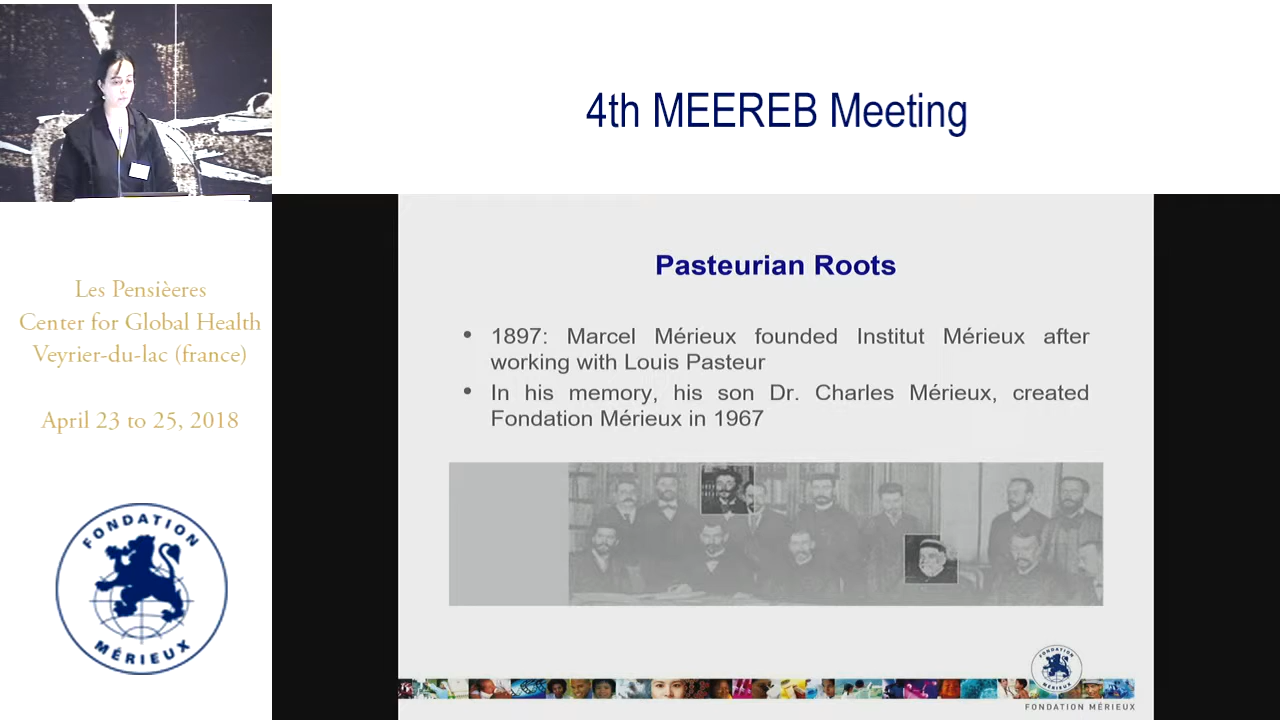 4th MEEREB Meeting
Les Pensièeres
Center for Global Health
Veyrier-du-lac (france)
April 23 to 25, 2018
FONDATION
MÉRIEUX
Pasteurian Roots
• 1897: Marcel Mérieux founded Institut Mérieux after
working with Louis Pasteur
• In his memory, his son Dr. Charles Mérieux, created
Fondation Mérieux in 1967
FONDATION
MÉRIEUX
FONDATION MÉRIEUX